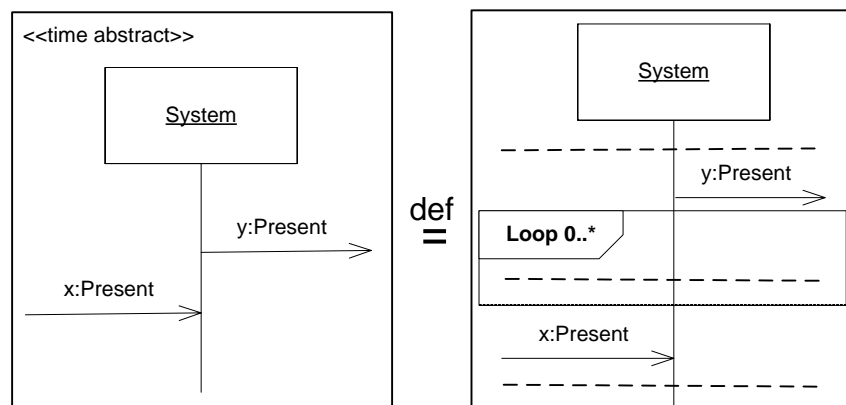 <<time abstract>>
System
y:Present
x:Present
def
=
System
y:Present
Loop 0..*
x:Present